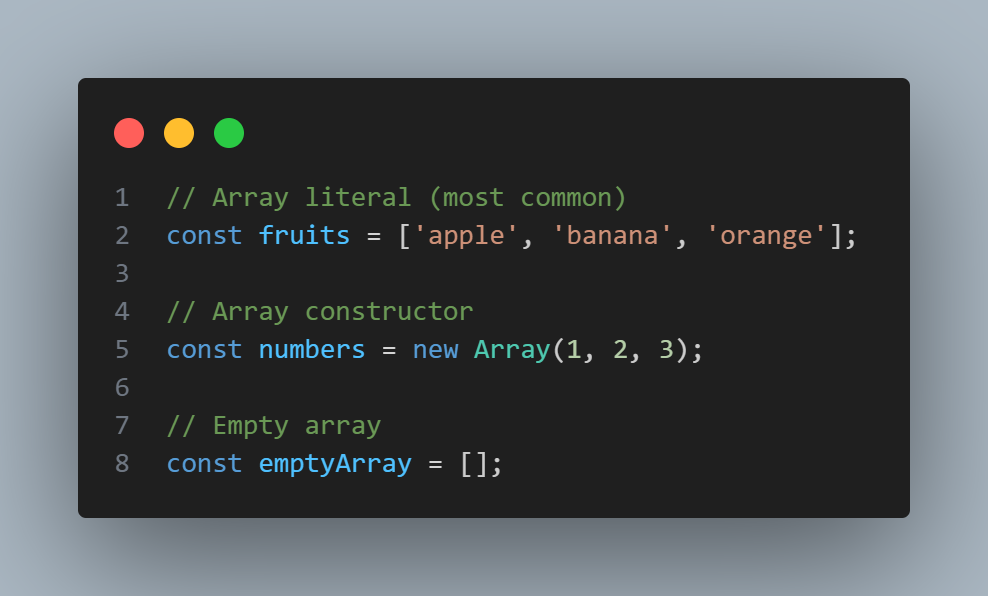 1 // Array literal (most common)
2 const fruits = ['apple', 'banana', 'orange'];
3
4 // Array constructor
5 const numbers = new Array(1, 2, 3);
6
7 // Empty array
8 const emptyArray = [];